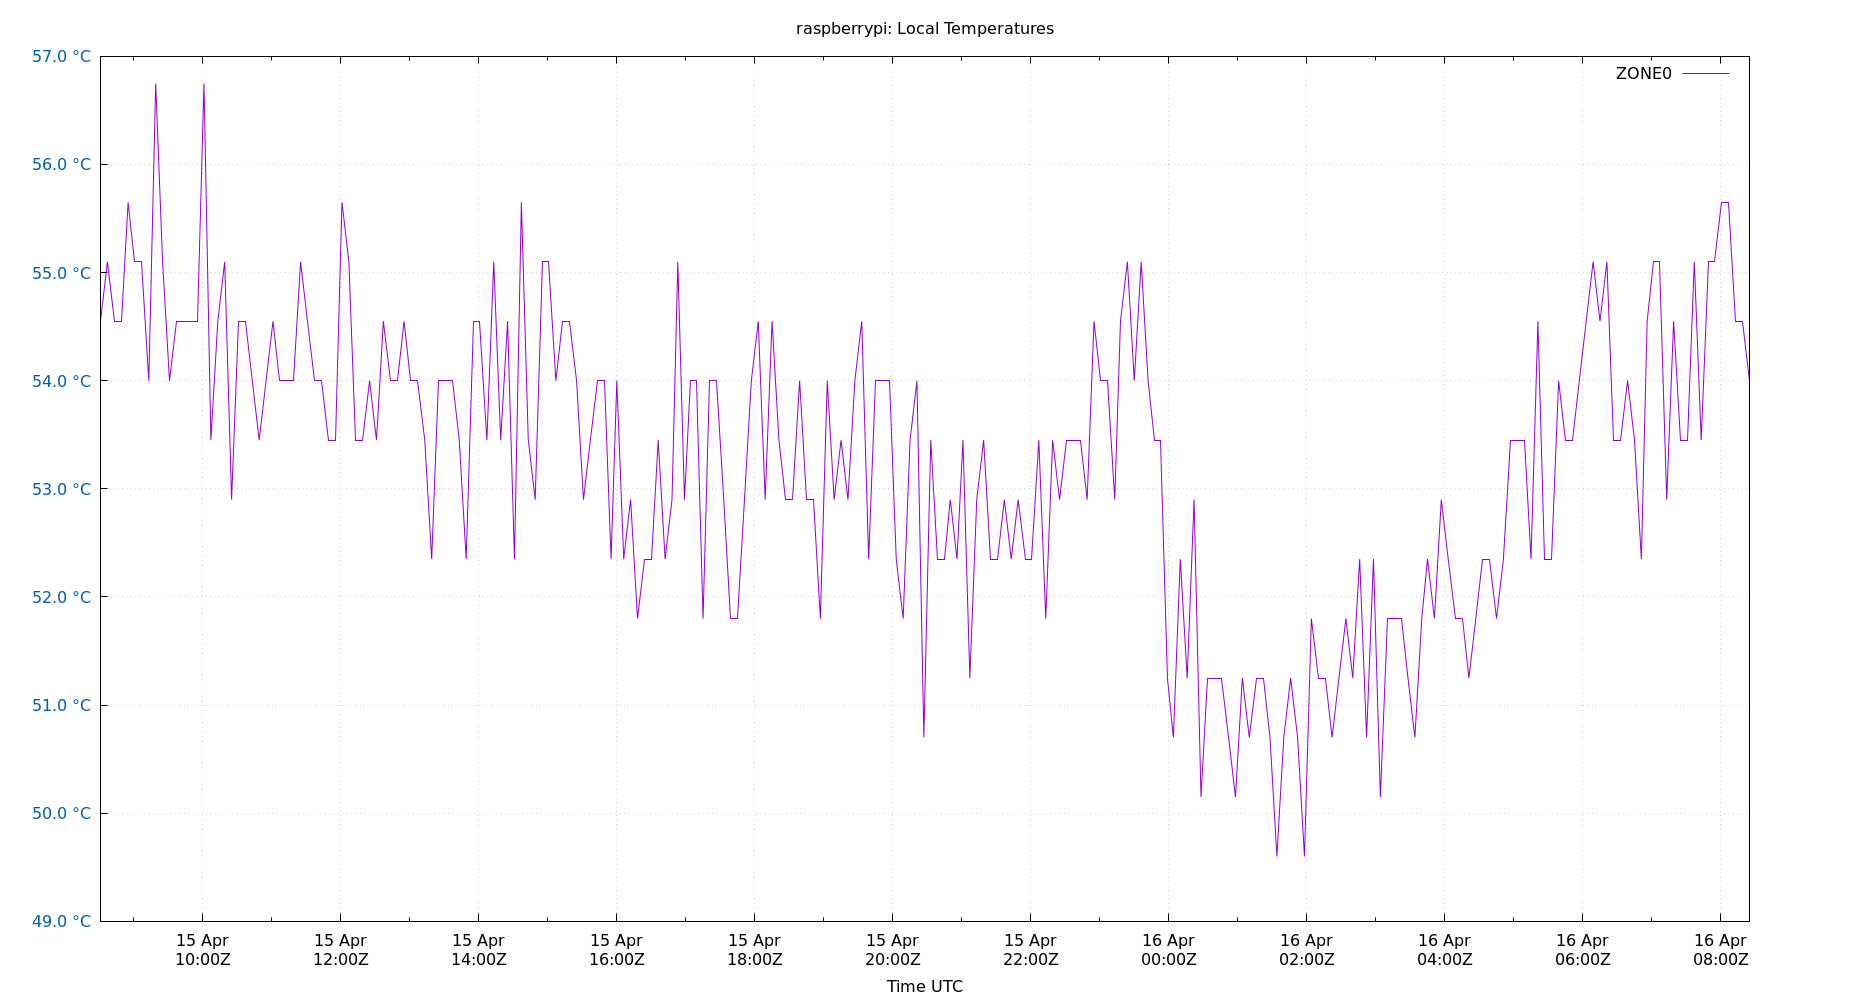 raspberrypi: Local Temperatures
57.0 °C
ZONE0
56.0 °C
55.0 °C
54.0 °C
53.0 °C
52.0 °C
51.0 °C
50.0 °C
49.0 °C
15 Apr 15 Apr 15 Apr 15 Apr 15 Apr 15 Apr 15 Apr 16 Apr 16 Apr 16 Apr 16 Apr 16 Apr
10:00Z 12:00Z 14:00Z 16:00Z 18:00Z 20:00Z 22:00Z 00:00Z 02:00Z 04:00Z 06:00Z 08:00Z
Time UTC